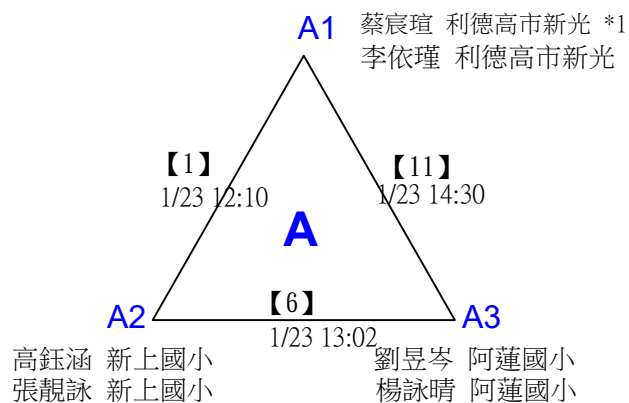 A1
蔡宸瑄 利德高市新光 *1
李依瑾 利德高市新光
【1】
1/23 12:10
【11】
1/23 14:30
A
【6】
1/23 13:02
A2
A3
高鈺涵 新上國小
張靚詠 新上國小
劉昱岑 阿蓮國小
楊詠晴 阿蓮國小